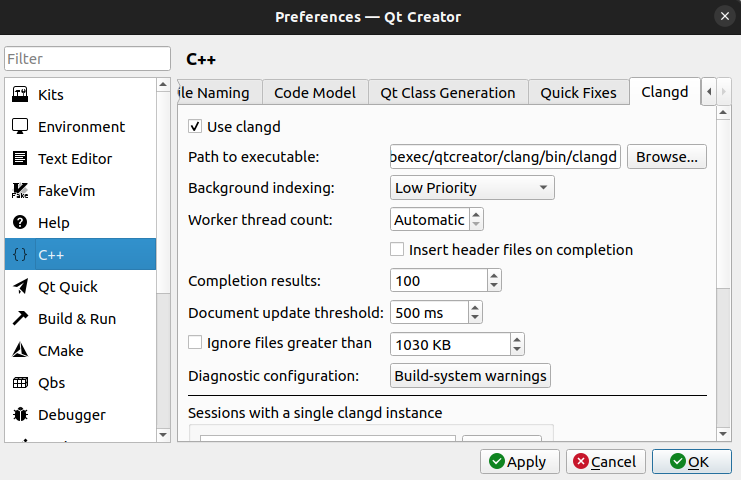 Preferences — Qt Creator
Filter
Kits
Environment
Text Editor
FakeVim
Help
C++
Qt Quick
Build & Run
CMake
Qbs
Debugger
C++
ile Naming
Code Model
Qt Class Generation
Quick Fixes
Clangd
Use clangd
Path to executable: bexec/qtcreator/clang/bin/clangd Browse...
Background indexing: Low Priority
Worker thread count: Automatic
Insert header files on completion
Completion results: 100
Document update threshold: 500 ms
Ignore files greater than 1030 KB
Diagnostic configuration: Build-system warnings
Sessions with a single clangd instance
Apply
Cancel
OK